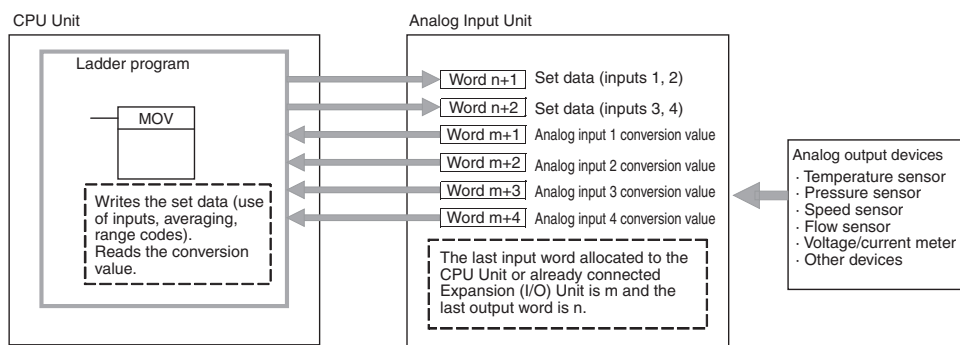 CPU Unit
Ladder program
MOV
Writes the set data (use
of inputs, averaging,
range codes).
Reads the conversion
value.
Analog Input Unit
Word n+1 Set data (inputs 1, 2)
Word n+2 Set data (inputs 3, 4)
Word m+1 Analog input 1 conversion value
Word m+2 Analog input 2 conversion value
Word m+3 Analog input 3 conversion value
Word m+4 Analog input 4 conversion value
The last input word allocated to the
CPU Unit or already connected
Expansion (I/O) Unit is m and the
last output word is n.
Analog output devices
· Temperature sensor
· Pressure sensor
· Speed sensor
· Flow sensor
· Voltage/current meter
· Other devices